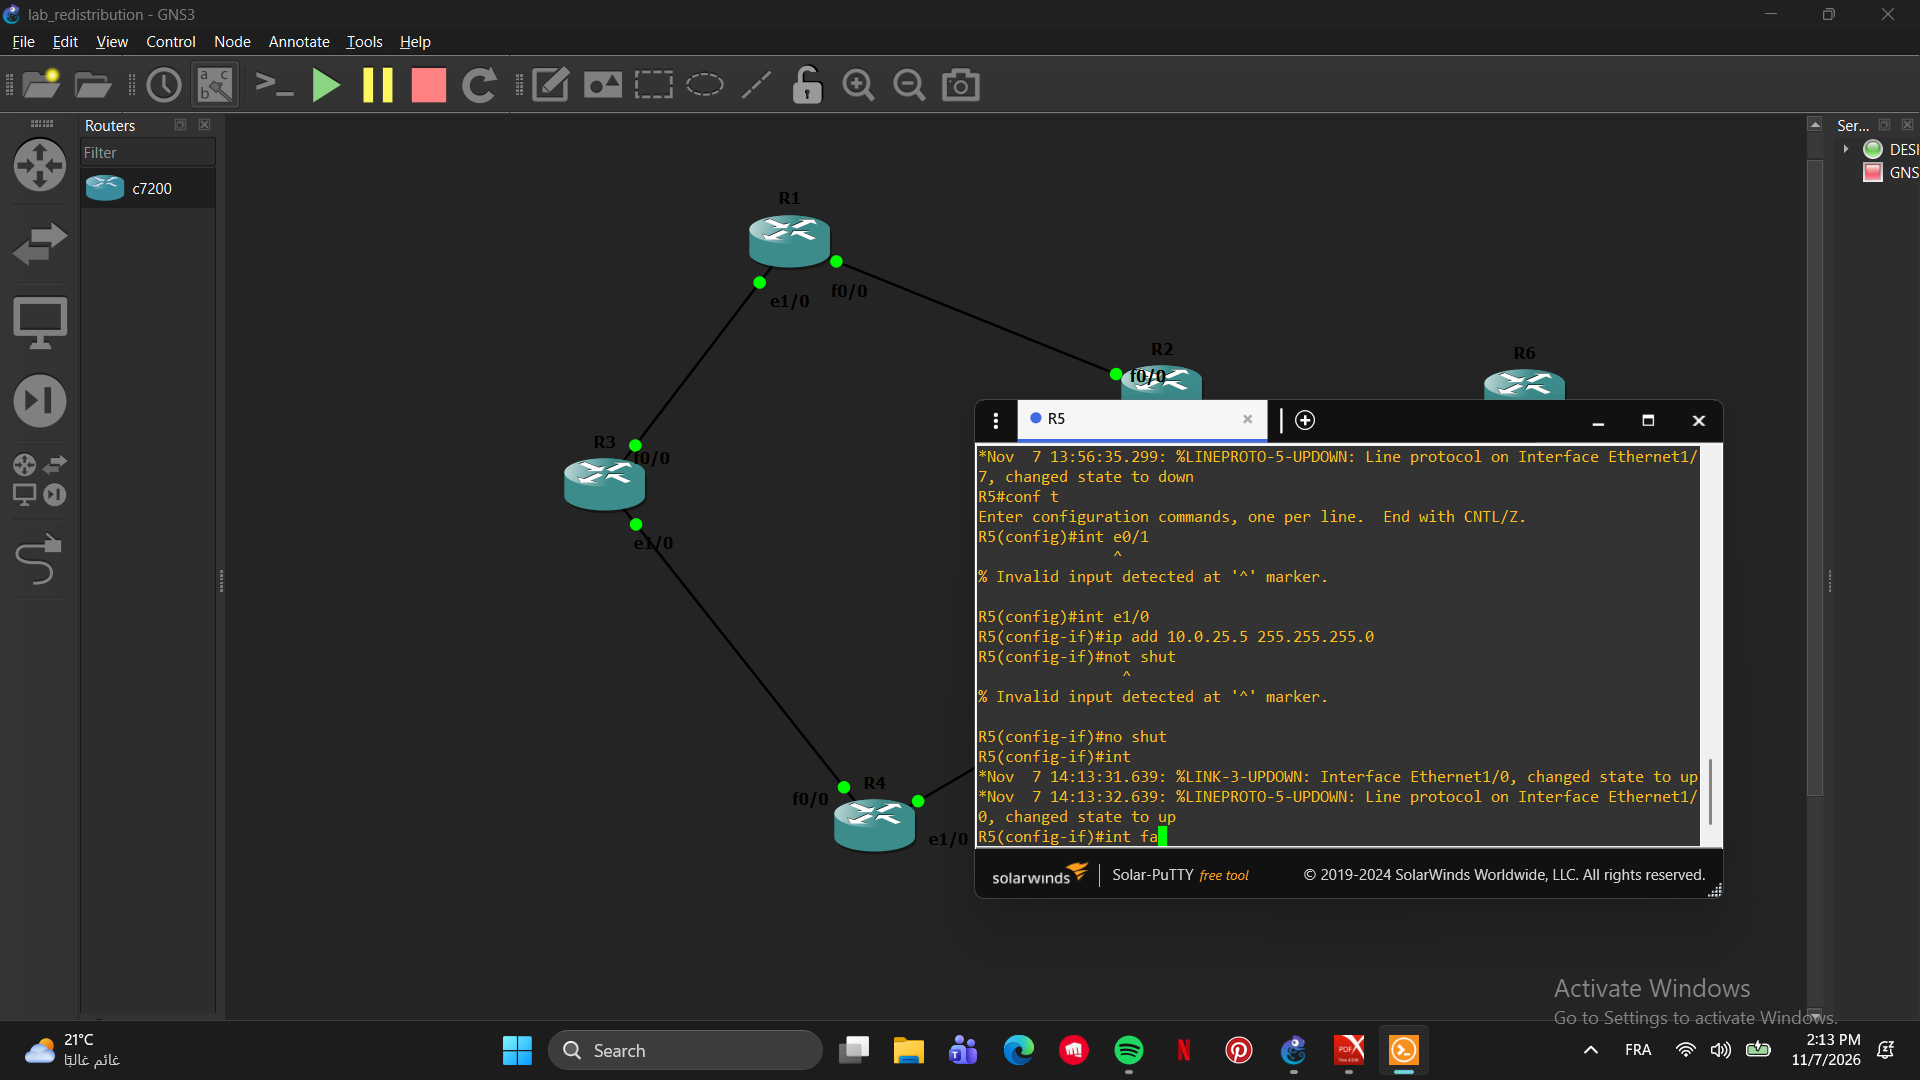 lab_redistribution - GNS3
File Edit View Control Node Annotate Tools Help
Routers
Filter
c7200
Ser...
DESH
GNS
R1
e1/0
f0/0
R2
f0/0
R6
R3
f0/0
e1/0
R4
f0/0
e1/0
R5
*Nov  7 13:56:35.299: %LINEPROTO-5-UPDOWN: Line protocol on Interface Ethernet1/
7, changed state to down
R5#conf t
Enter configuration commands, one per line.  End with CNTL/Z.
R5(config)#int e0/1
^
% Invalid input detected at '^' marker.
R5(config)#int e1/0
R5(config-if)#ip add 10.0.25.5 255.255.255.0
R5(config-if)#not shut
^
% Invalid input detected at '^' marker.
R5(config-if)#no shut
R5(config-if)#int
*Nov  7 14:13:31.639: %LINK-3-UPDOWN: Interface Ethernet1/0, changed state to up
*Nov  7 14:13:32.639: %LINEPROTO-5-UPDOWN: Line protocol on Interface Ethernet1/
0, changed state to up
R5(config-if)#int fa
solarwinds Solar-PuTTY free tool © 2019-2024 SolarWinds Worldwide, LLC. All rights reserved.
Activate Windows
Go to Settings to activate Windows.
21°C
غائم غالبًا
Search
FRA
2:13 PM
11/7/2026